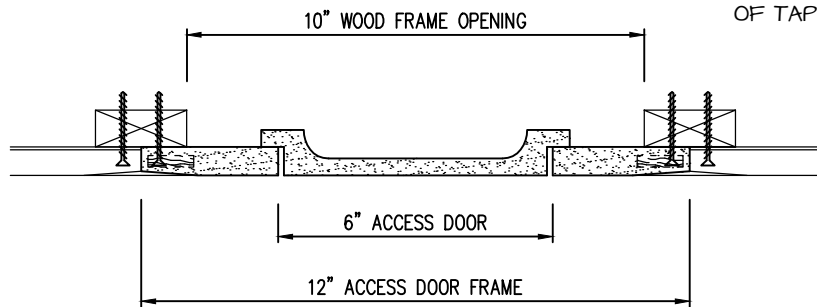 OF TAP
10" WOOD FRAME OPENING
6" ACCESS DOOR
12" ACCESS DOOR FRAME